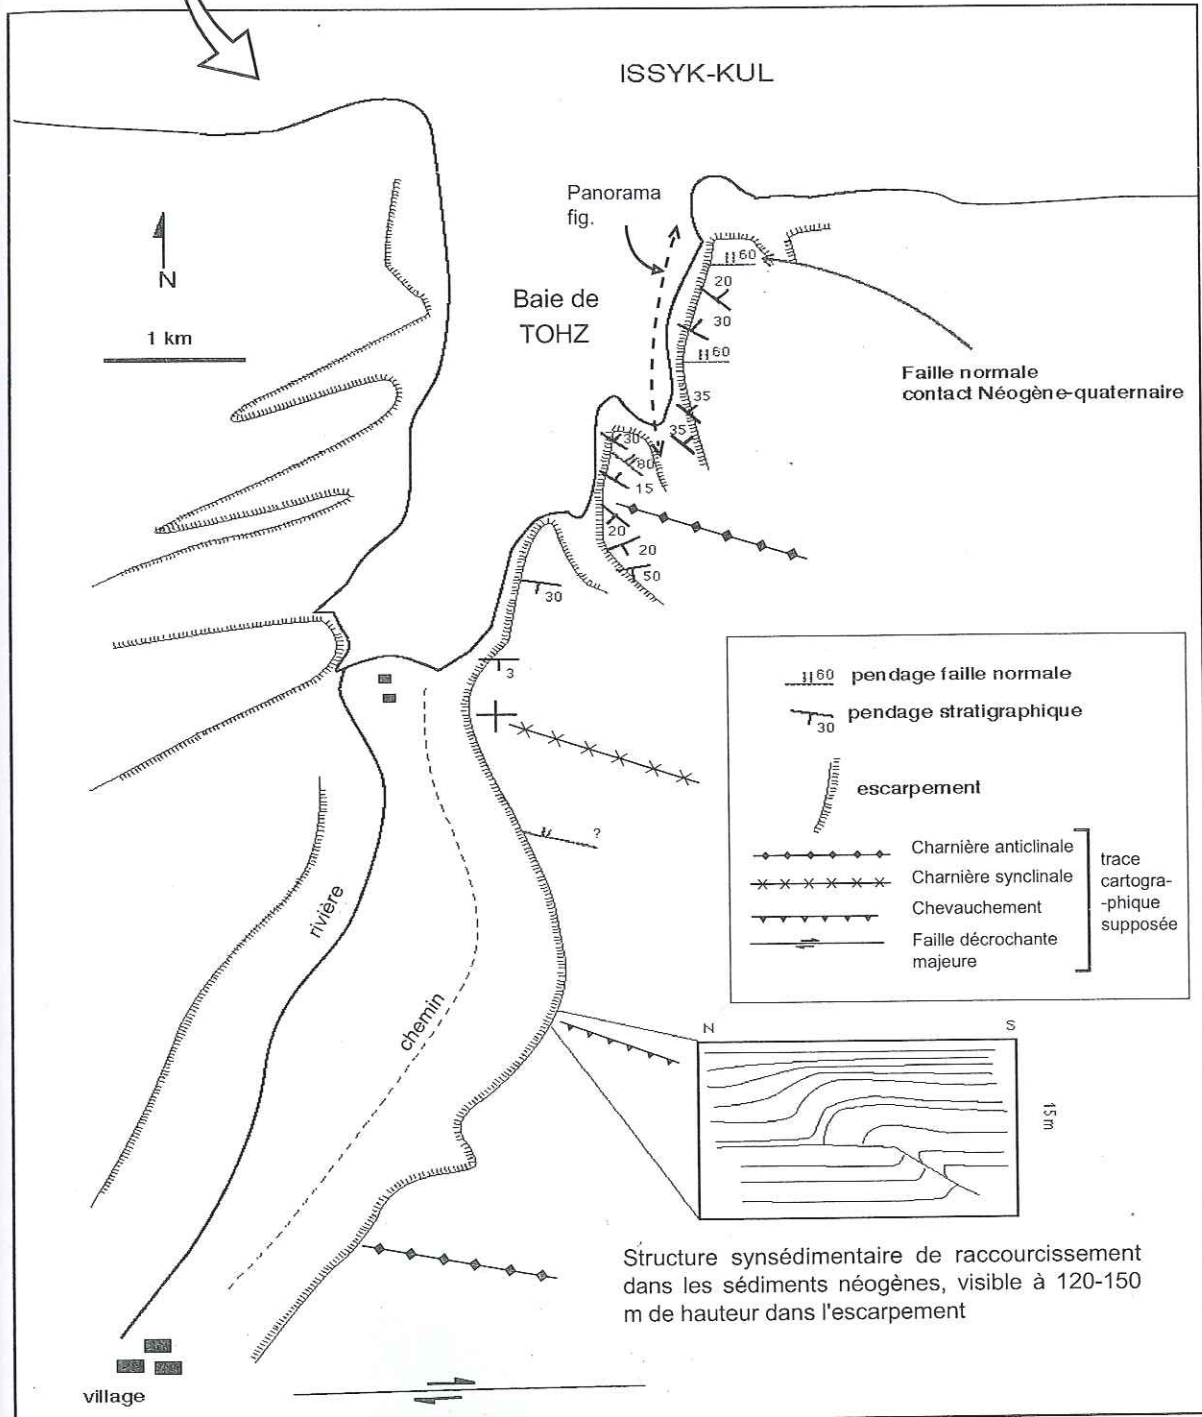 ISSYK-KUL
Panorama
fig.
N
1 km
Baie de
TOHZ
60
20
30
60
35
35
30
80
15
20
20
50
30
3
Faille normale
contact Néogène-quaternaire
60 pendage faille normale
30 pendage stratigraphique
escarpement
Charnière anticlinale
Charnière synclinale
Chevauchement
Faille décrochante
majeure
trace
cartogra-
-phique
supposée
?
rivière
chemin
N S
15 m
Structure synsédimentaire de raccourcissement
dans les sédiments néogènes, visible à 120-150
m de hauteur dans l'escarpement
village